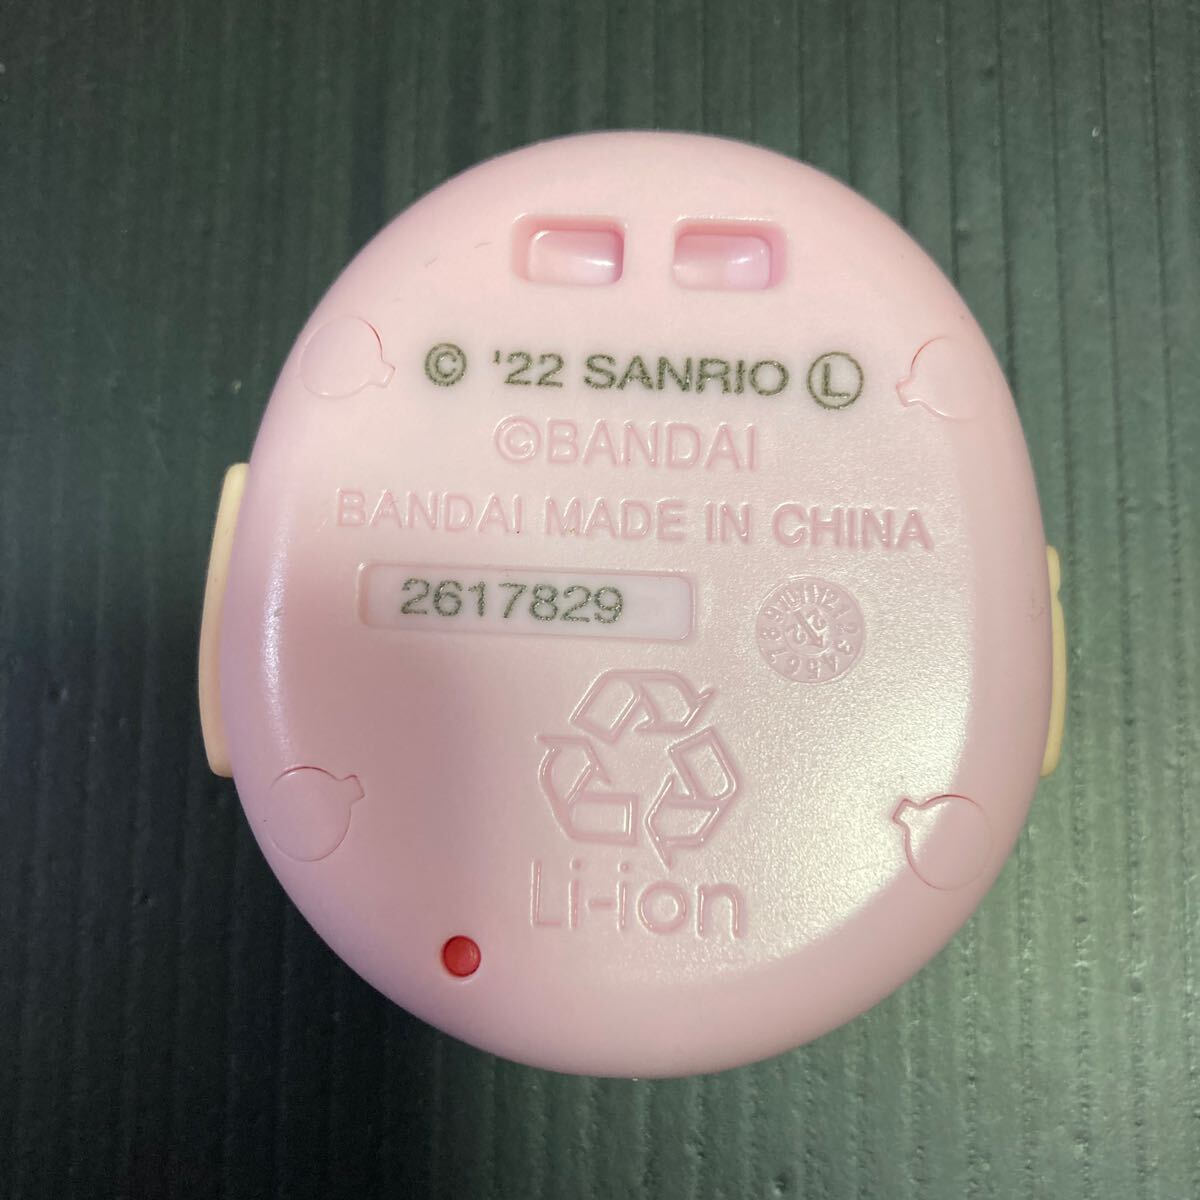 © '22 SANRIO Ⓛ
©BANDAI
BANDAI MADE IN CHINA
2617829
Li-ion